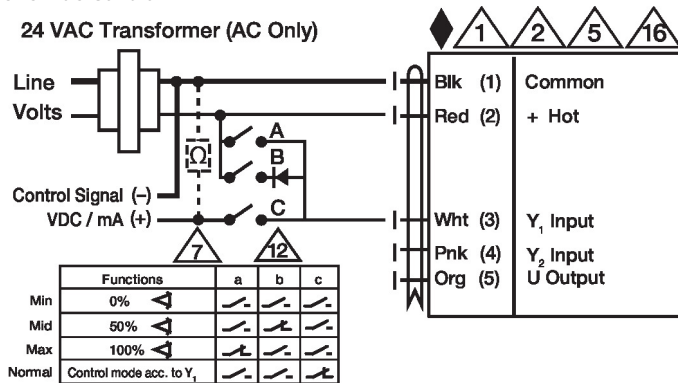 24 VAC Transformer (AC Only)
1 2 5 16
Line
Volts
Blk (1) Common
Red (2) + Hot
A
Ω
B
Control Signal (–)
VDC / mA (+)
C
Wht (3) Y₁ Input
7
12
Pnk (4) Y₂ Input
Org (5) U Output
Functions a b c
Min 0%
Mid 50%
Max 100%
Normal Control mode acc. to Y₁